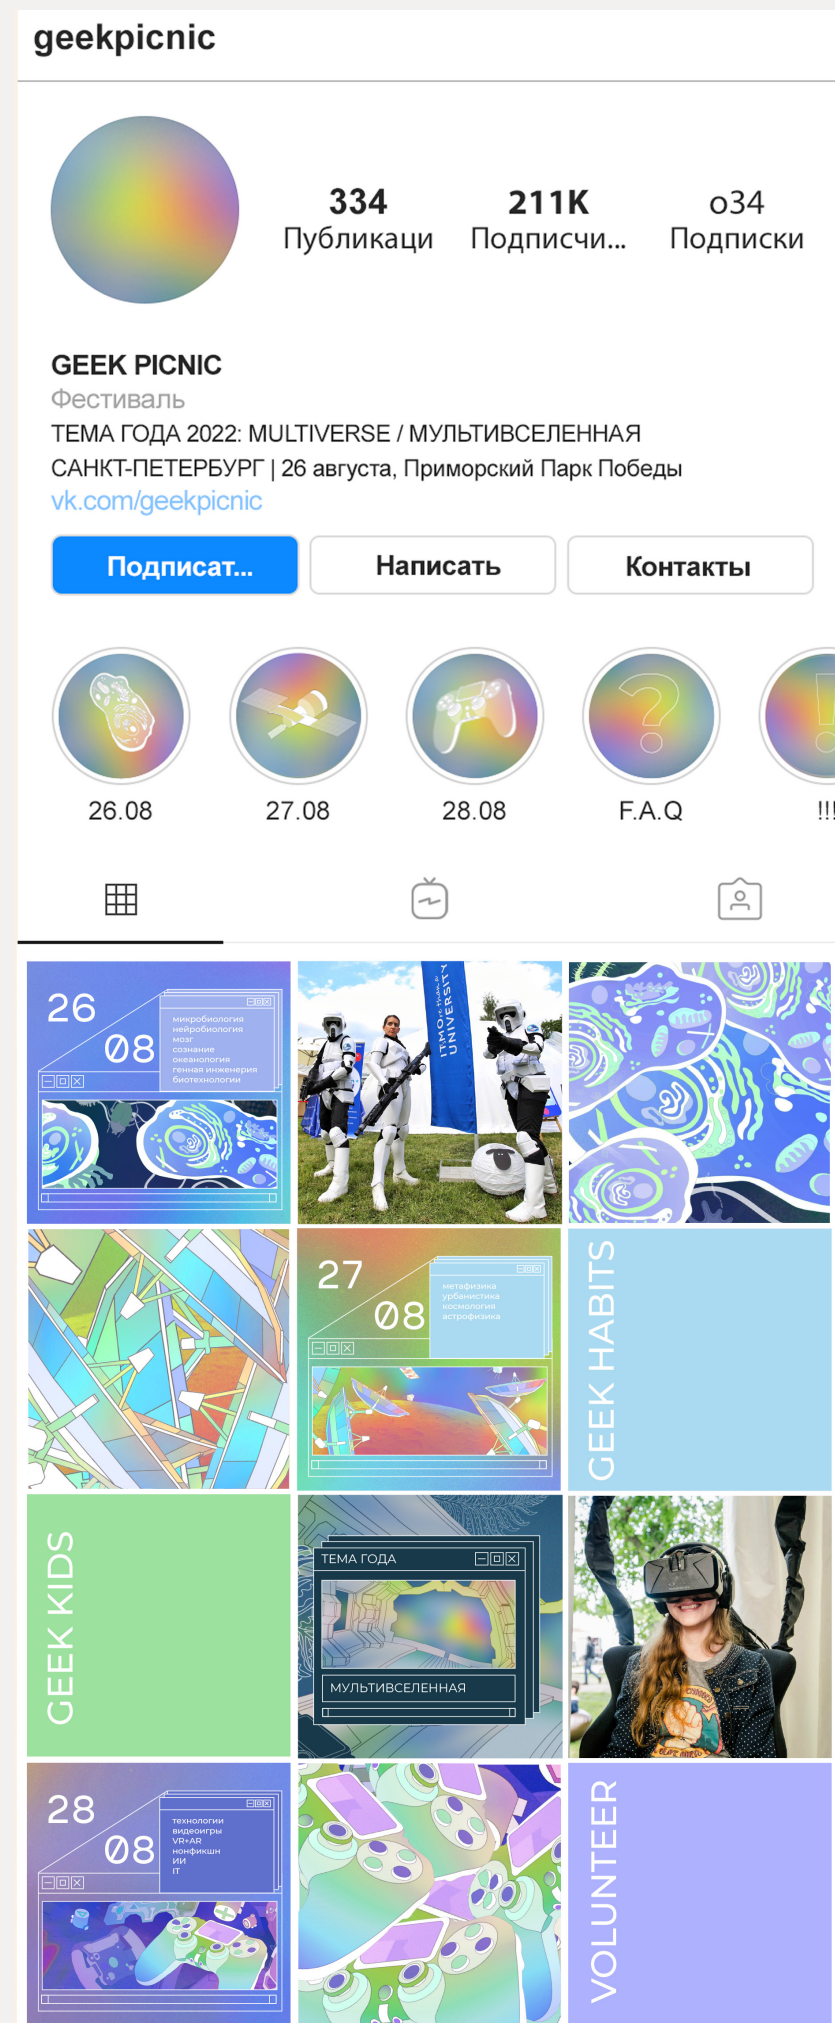 geekpicnic
334
Публикаци
211K
Подписчи...
o34
Подписки
GEEK PICNIC
Фестиваль
ТЕМА ГОДА 2022: MULTIVERSE / МУЛЬТИВСЕЛЕННАЯ
САНКТ-ПЕТЕРБУРГ | 26 августа, Приморский Парк Победы
vk.com/geekpicnic
Подписат...
Написать
Контакты
26.08
27.08
28.08
F.A.Q
!!!
26
08
микробиология
нейробиология
мозг
сознание
океанология
генная инженерия
биотехнологии
ITMOre than a
UNIVERSITY
27
08
метафизика
урбанистика
космология
астрофизика
GEEK HABITS
GEEK KIDS
ТЕМА ГОДА
МУЛЬТИВСЕЛЕННАЯ
28
08
технологии
видеоигры
VR+AR
нонфикшн
ИИ
IT
VOLUNTEER